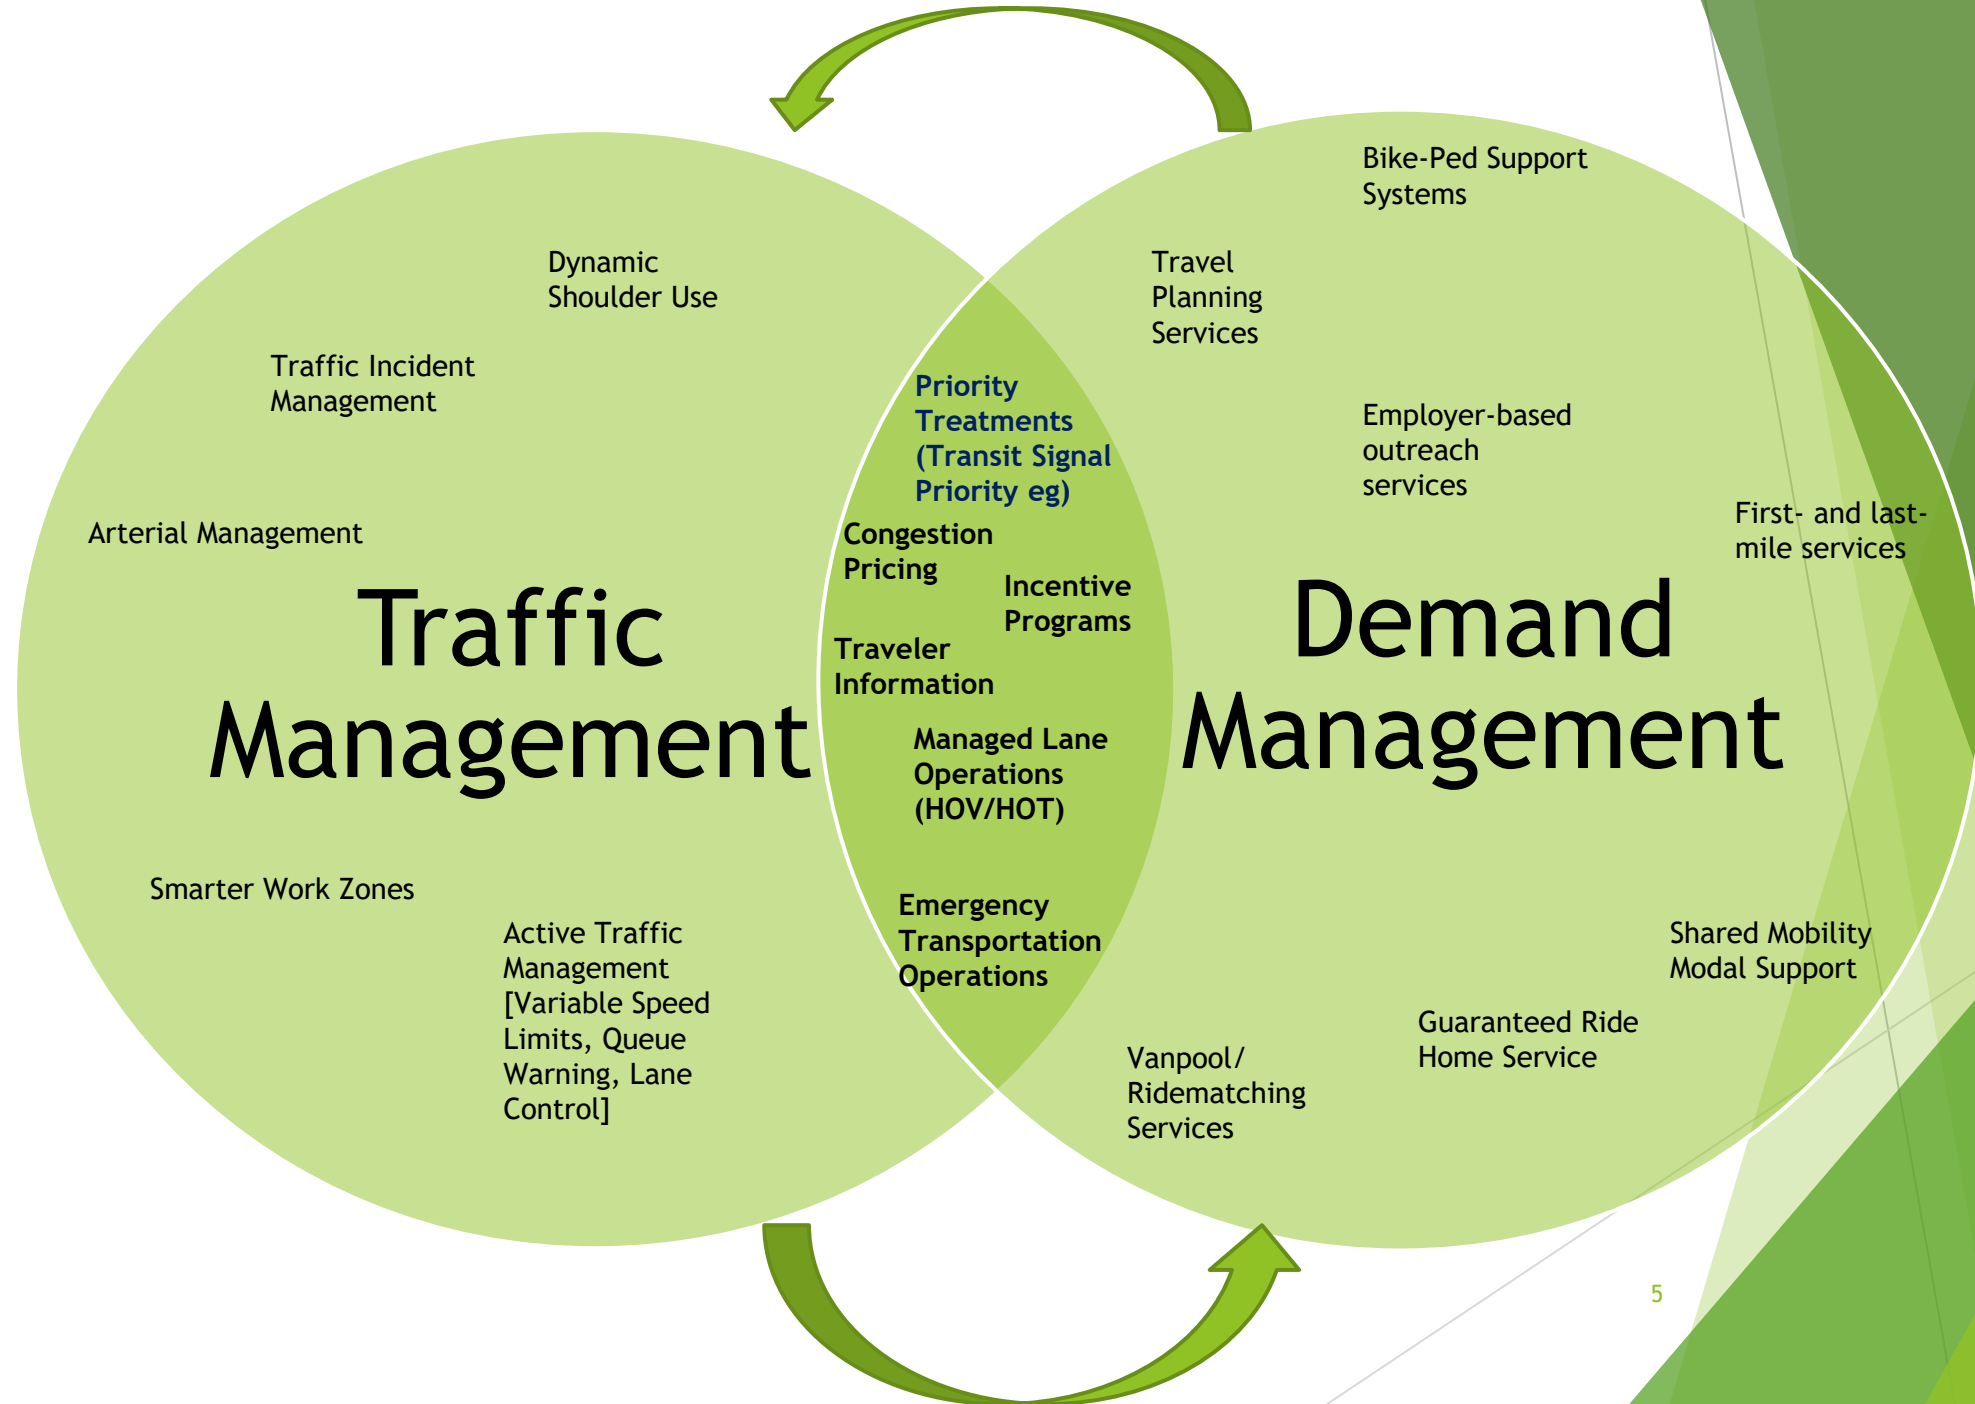 Dynamic
Shoulder Use
Traffic Incident
Management
Arterial Management
Traffic
Management
Smarter Work Zones
Active Traffic
Management
[Variable Speed
Limits, Queue
Warning, Lane
Control]
Priority
Treatments
(Transit Signal
Priority eg)
Congestion
Pricing
Incentive
Programs
Traveler
Information
Managed Lane
Operations
(HOV/HOT)
Emergency
Transportation
Operations
Bike-Ped Support
Systems
Travel
Planning
Services
Employer-based
outreach
services
First- and last-
mile services
Demand
Management
Shared Mobility
Modal Support
Guaranteed Ride
Home Service
Vanpool/
Ridematching
Services
5